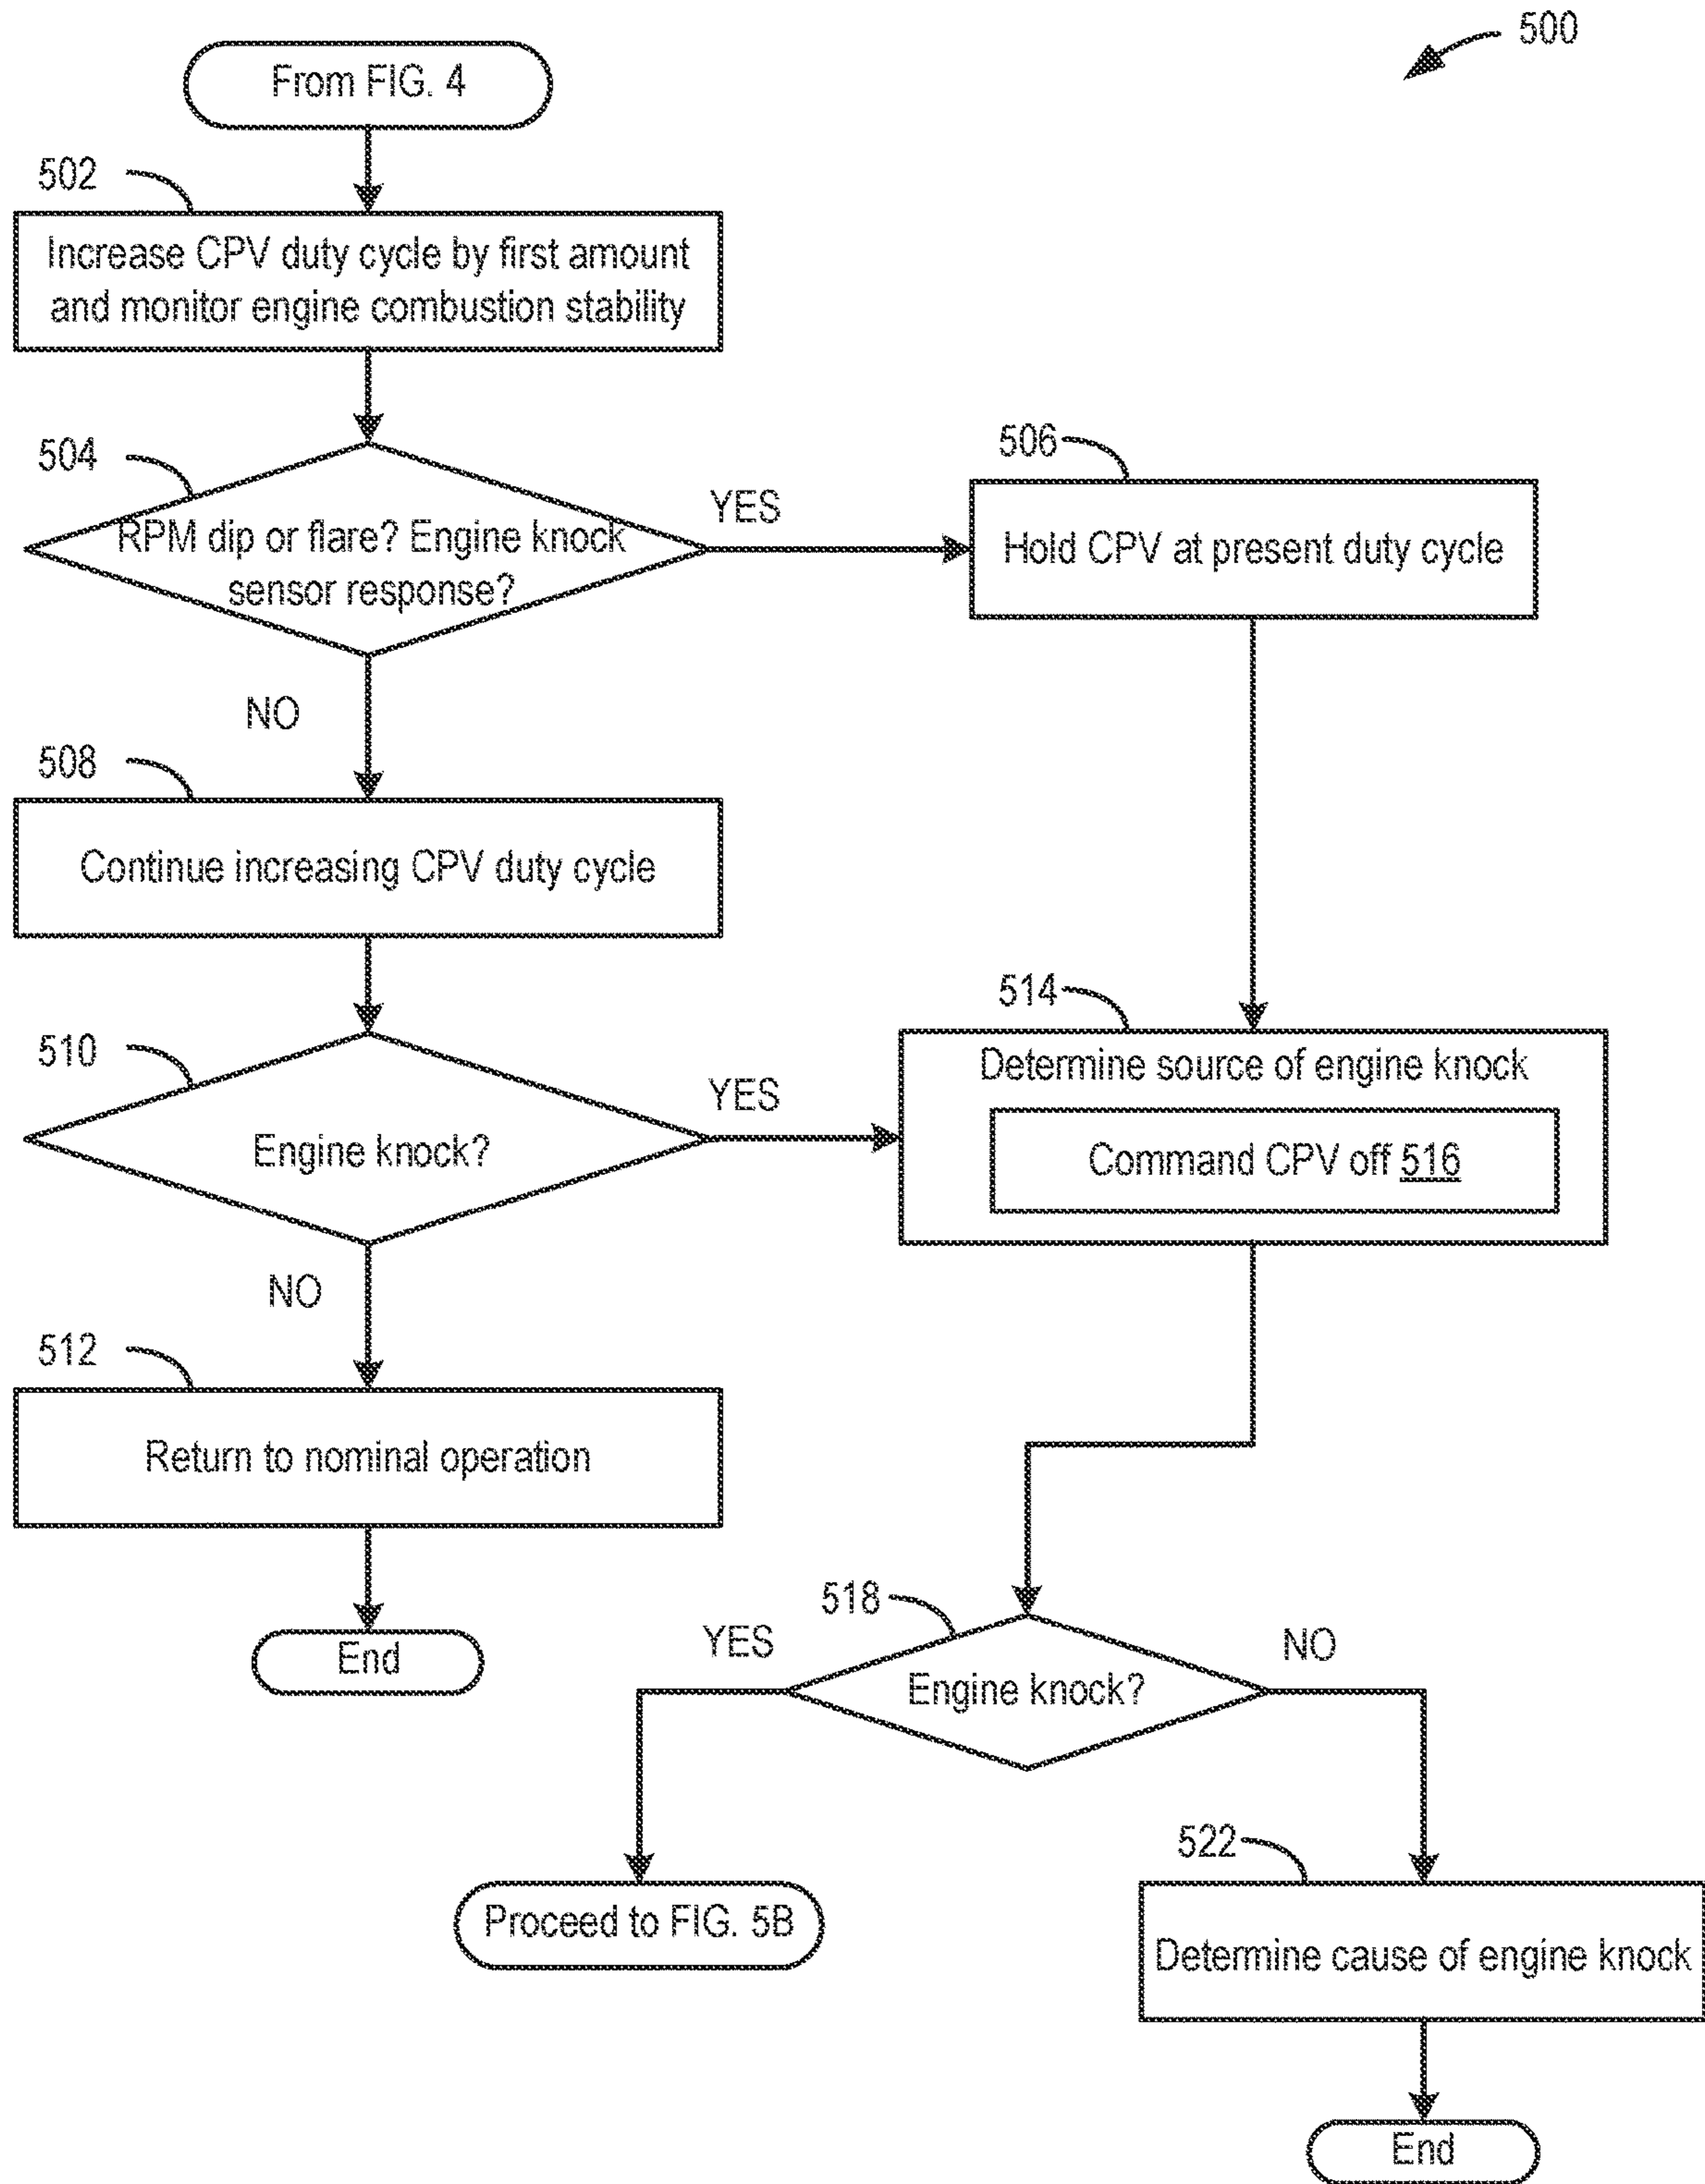 500
From FIG. 4
502
Increase CPV duty cycle by first amount
and monitor engine combustion stability
504
RPM dip or flare? Engine knock
sensor response?
YES
506
Hold CPV at present duty cycle
NO
508
Continue increasing CPV duty cycle
510
Engine knock?
YES
514
Determine source of engine knock
Command CPV off 516
NO
512
Return to nominal operation
End
518
YES
Engine knock?
NO
Proceed to FIG. 5B
522
Determine cause of engine knock
End